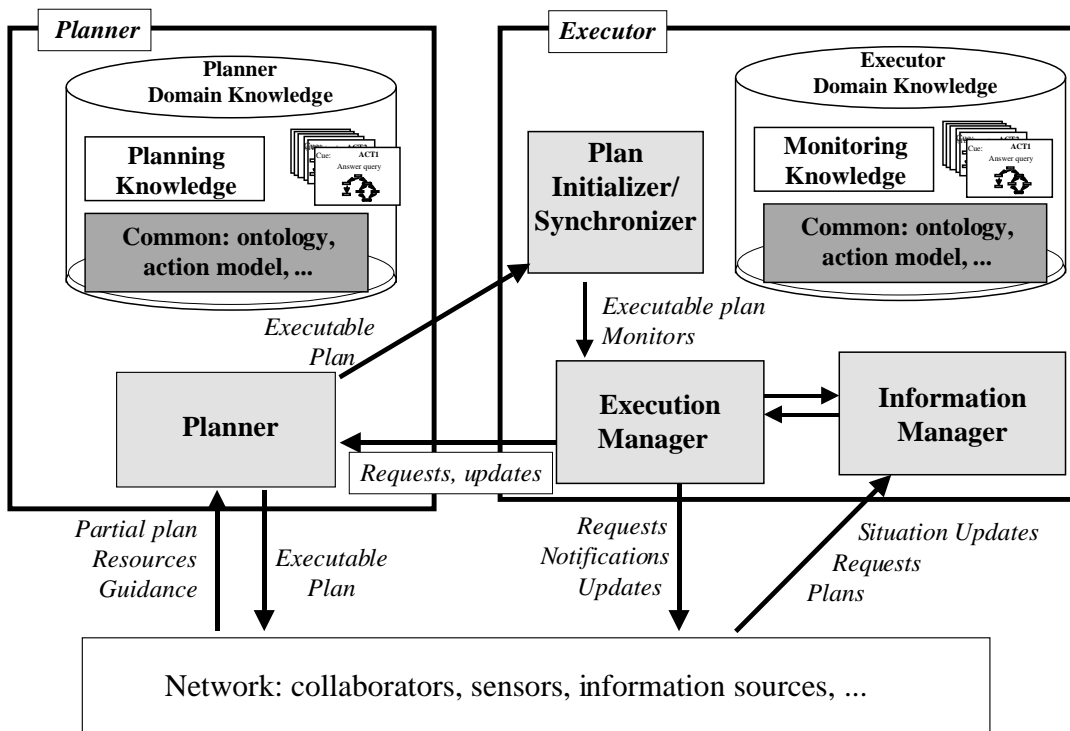 Planner
Planner
Domain Knowledge
Planning
Knowledge
Cue:
ACT1
Answer query
Common: ontology,
action model, ...
Executable
Plan
Planner
Partial plan
Resources
Guidance
Executable
Plan
Executor
Executor
Domain Knowledge
Plan
Initializer/
Synchronizer
Monitoring
Knowledge
Cue:
ACT1
Answer query
Common: ontology,
action model, ...
Executable plan
Monitors
Execution
Manager
Information
Manager
Requests, updates
Requests
Notifications
Updates
Situation Updates
Requests
Plans
Network: collaborators, sensors, information sources, ...